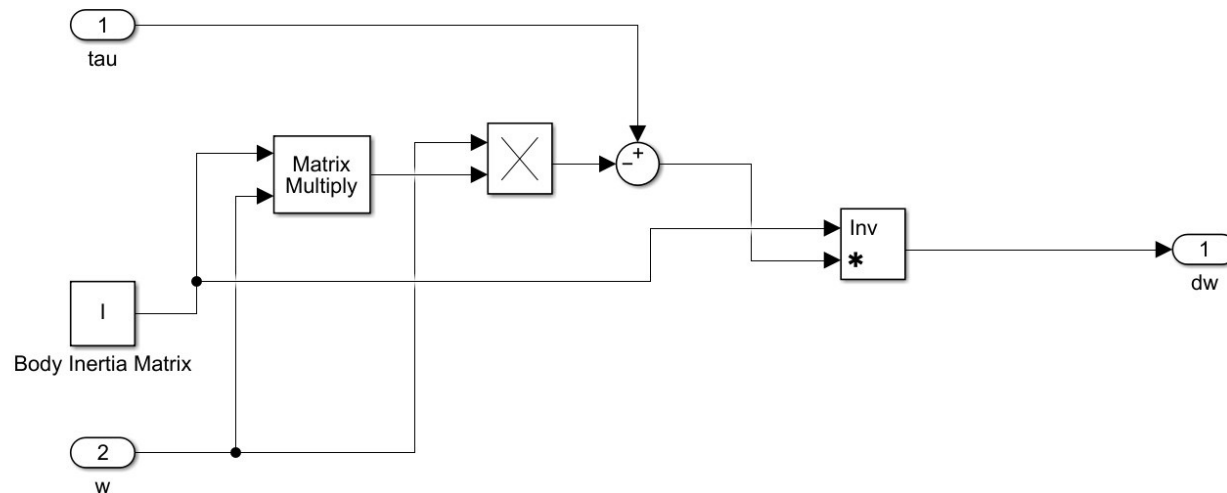 1
tau
Matrix
Multiply
−
+
Inv
✱
1
dw
I
Body Inertia Matrix
2
w